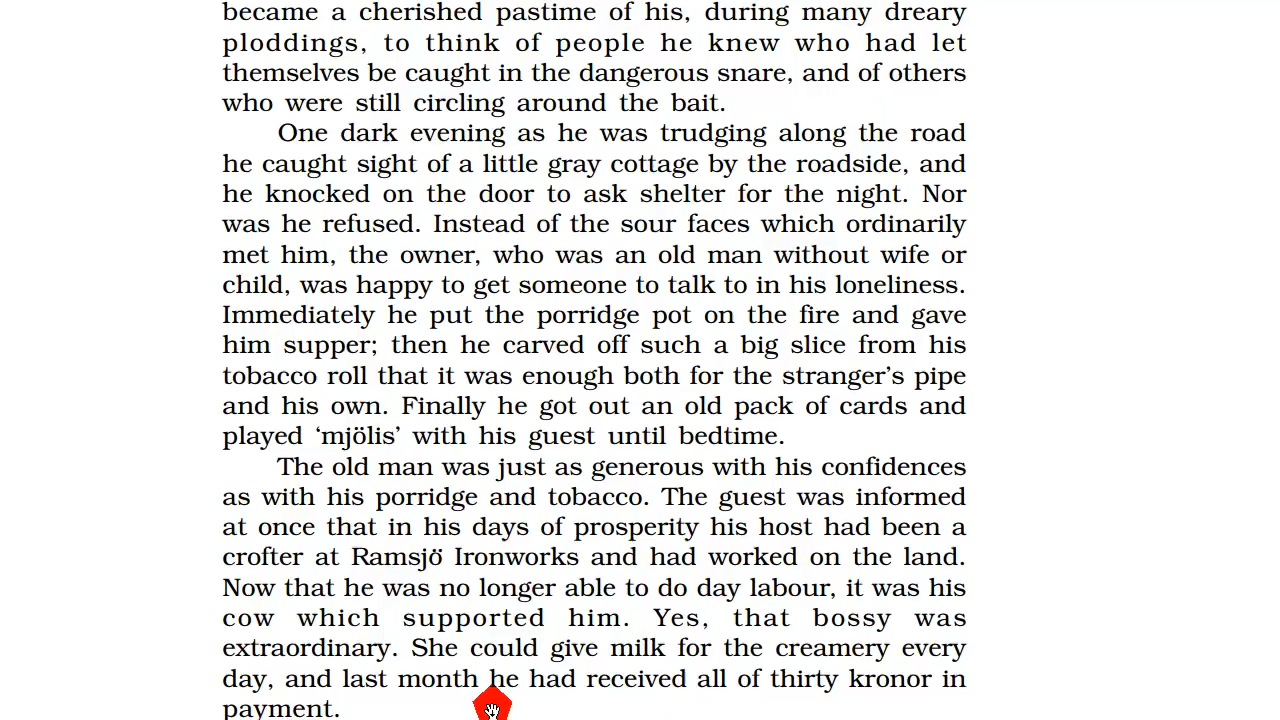 became a cherished pastime of his, during many dreary
ploddings, to think of people he knew who had let
themselves be caught in the dangerous snare, and of others
who were still circling around the bait.
One dark evening as he was trudging along the road
he caught sight of a little gray cottage by the roadside, and
he knocked on the door to ask shelter for the night. Nor
was he refused. Instead of the sour faces which ordinarily
met him, the owner, who was an old man without wife or
child, was happy to get someone to talk to in his loneliness.
Immediately he put the porridge pot on the fire and gave
him supper; then he carved off such a big slice from his
tobacco roll that it was enough both for the stranger’s pipe
and his own. Finally he got out an old pack of cards and
played ‘mjölis’ with his guest until bedtime.
The old man was just as generous with his confidences
as with his porridge and tobacco. The guest was informed
at once that in his days of prosperity his host had been a
crofter at Ramsjö Ironworks and had worked on the land.
Now that he was no longer able to do day labour, it was his
cow which supported him. Yes, that bossy was
extraordinary. She could give milk for the creamery every
day, and last month he had received all of thirty kronor in
payment.